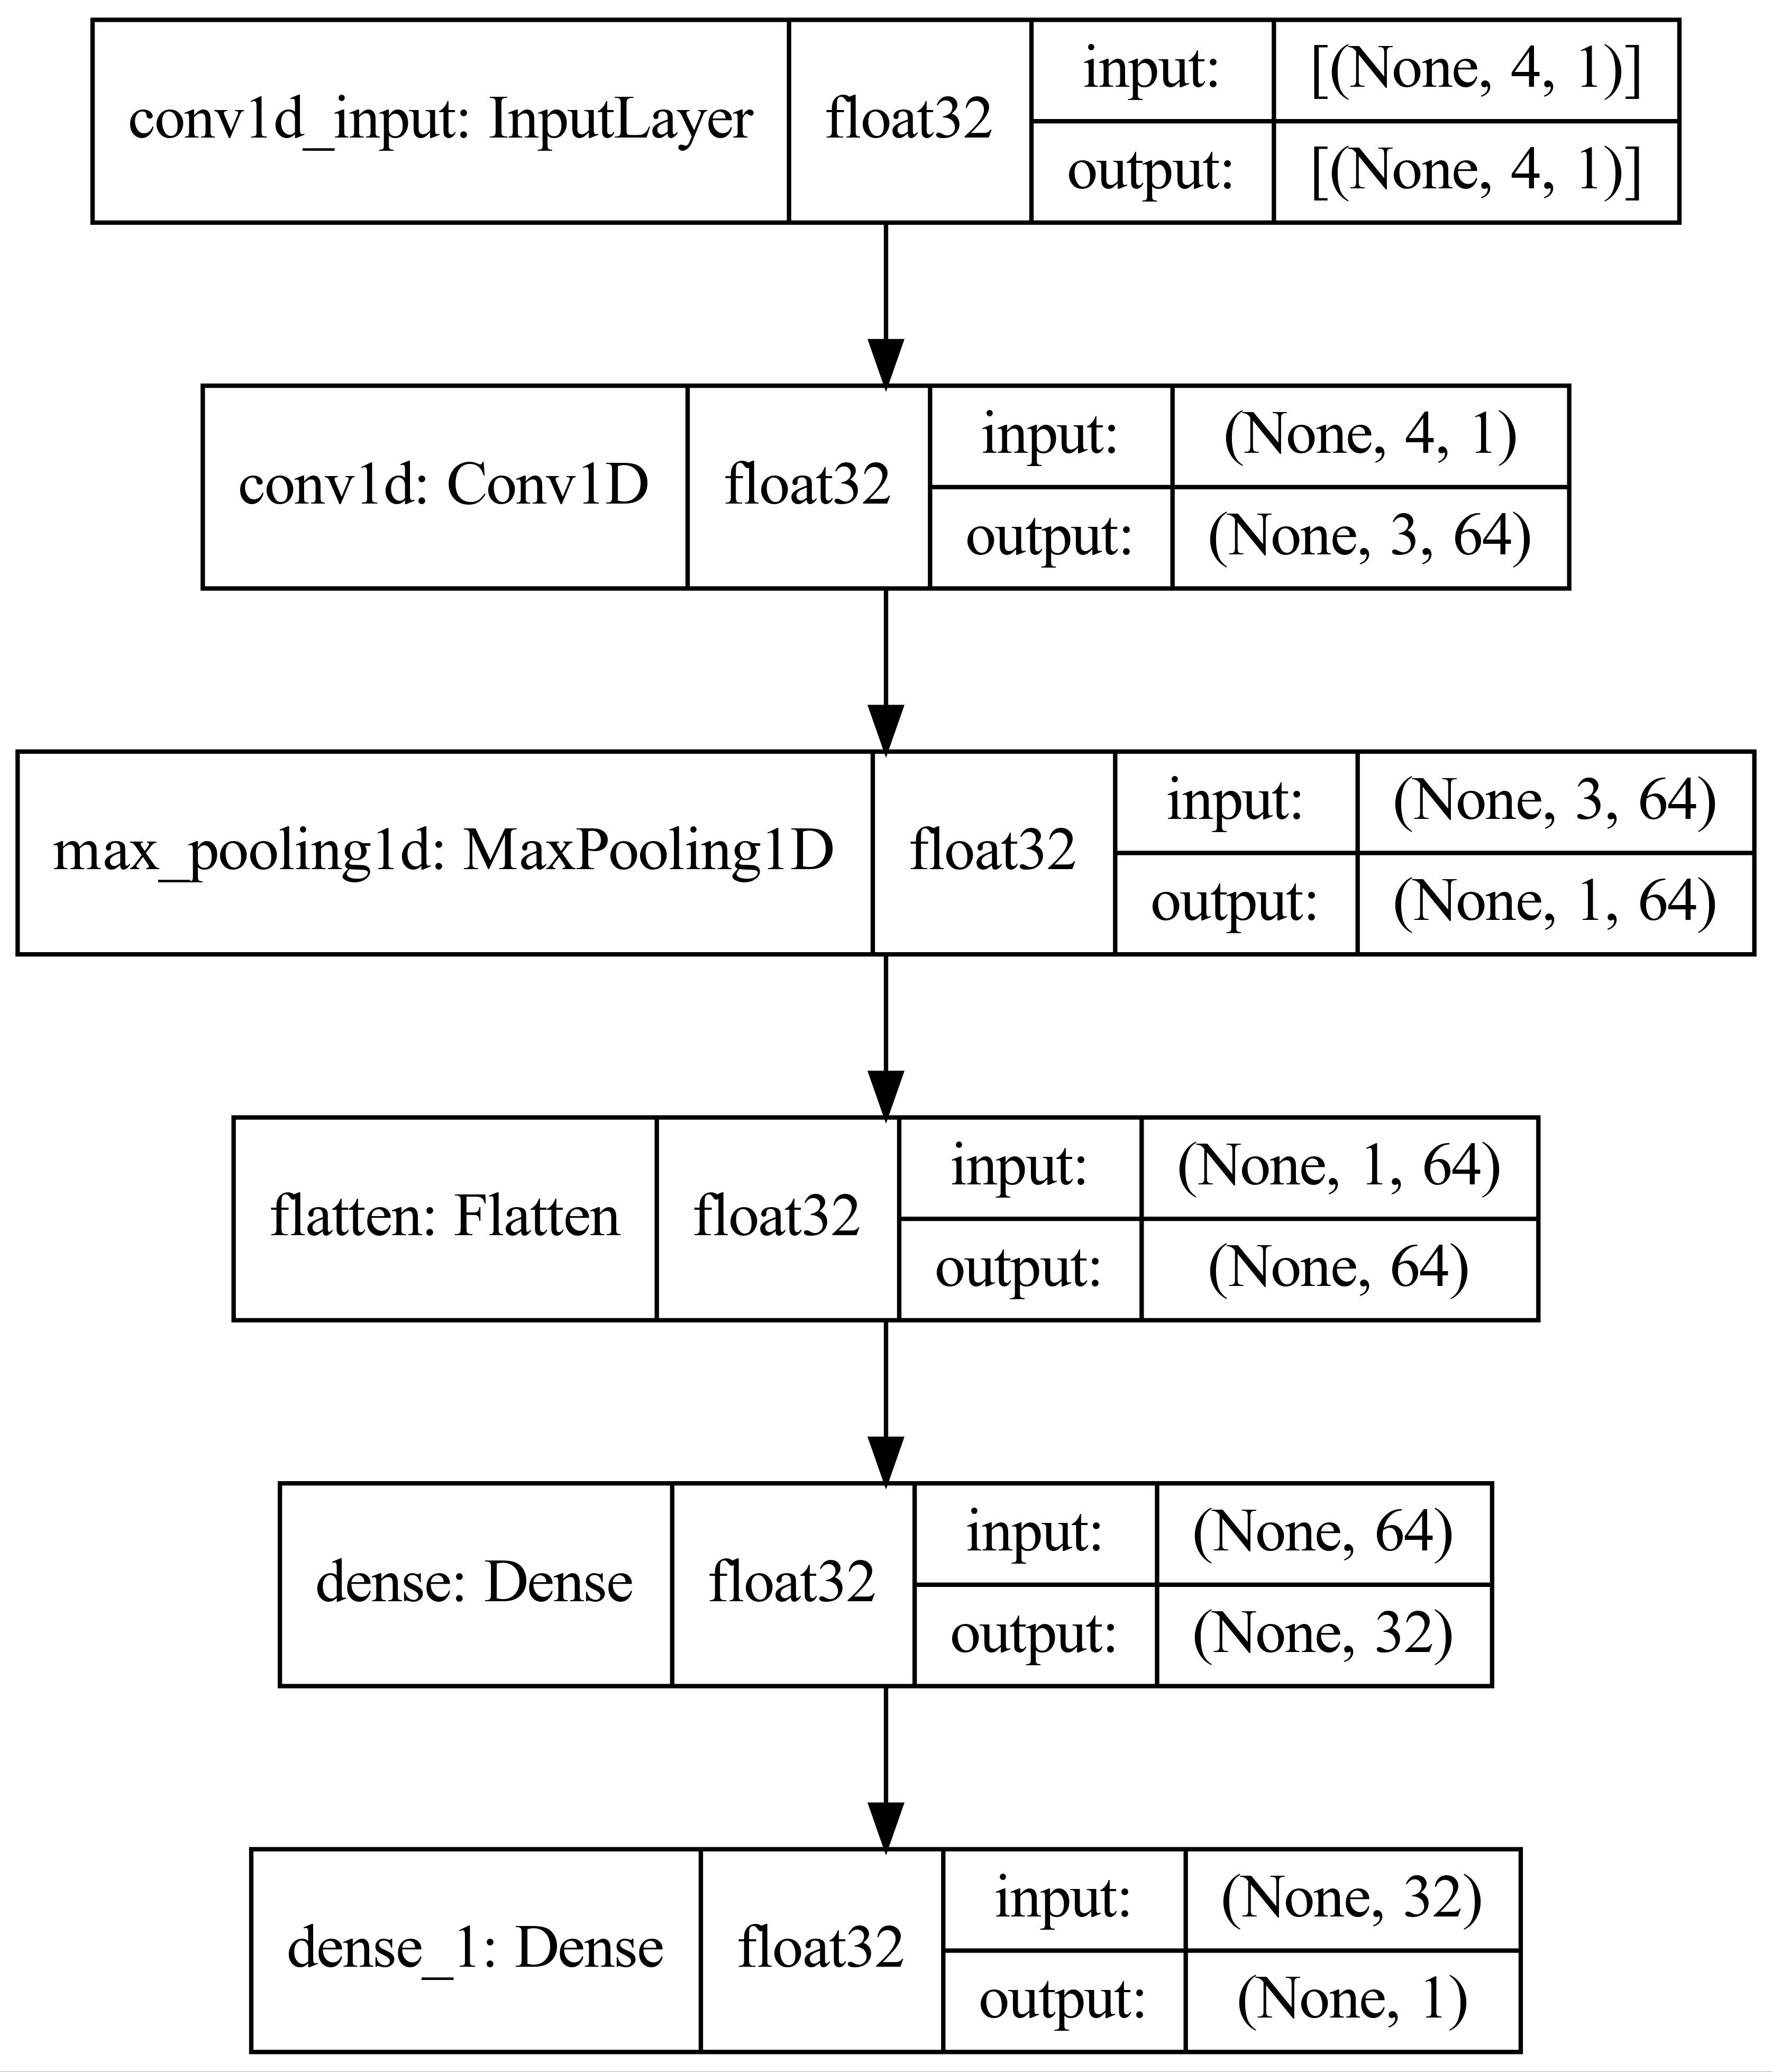 conv1d_input: InputLayer float32 input: [(None, 4, 1)]
output: [(None, 4, 1)]
conv1d: Conv1D float32 input: (None, 4, 1)
output: (None, 3, 64)
max_pooling1d: MaxPooling1D float32 input: (None, 3, 64)
output: (None, 1, 64)
flatten: Flatten float32 input: (None, 1, 64)
output: (None, 64)
dense: Dense float32 input: (None, 64)
output: (None, 32)
dense_1: Dense float32 input: (None, 32)
output: (None, 1)